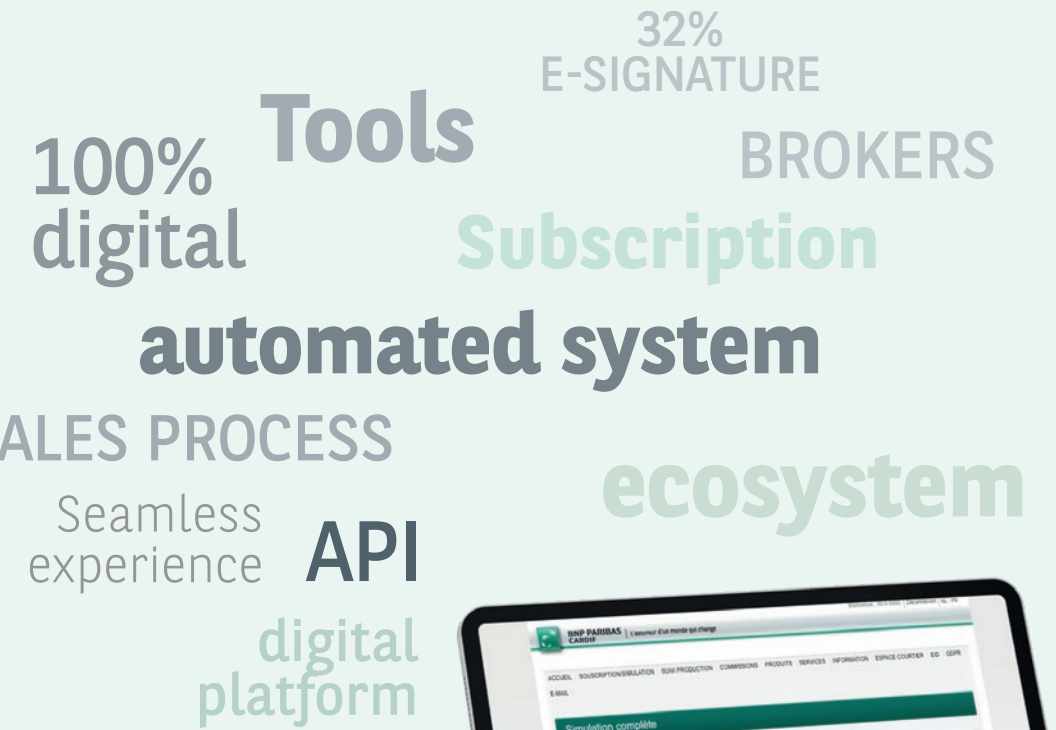 32%
E-SIGNATURE
Tools
100%
digital
BROKERS
Subscription
automated system
ALES PROCESS
ecosystem
Seamless
experience
API
digital
platform
BNP PARIBAS
CARDIF
L'assureur d'un monde qui change
ACCUEIL SOUSCRIPTION/SIMULATION SUIVI PRODUCTION COMMISSIONS PRODUITS SERVICES INFORMATION ESPACE COURTIER EID GDPR
E-MAIL
Simulation complète